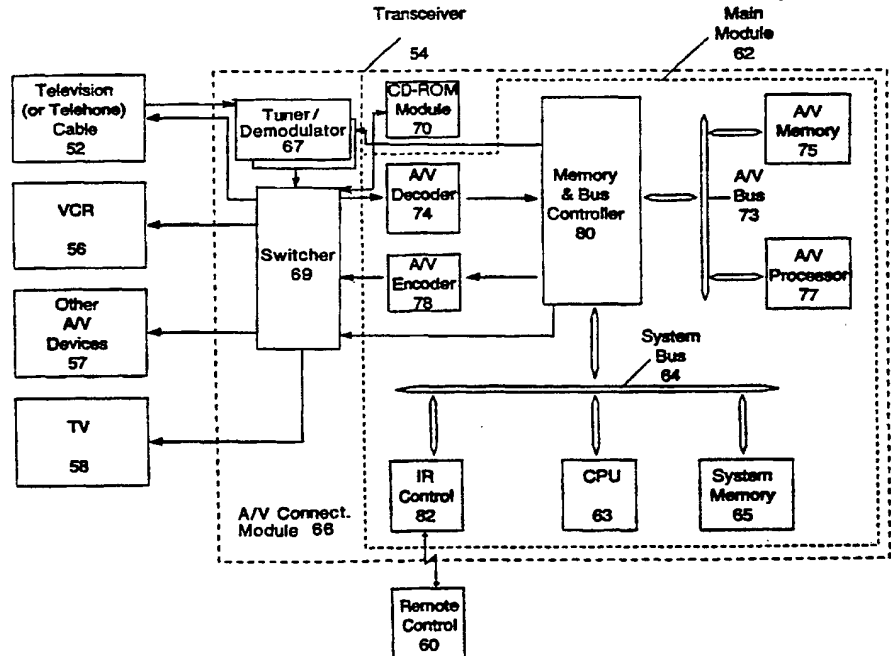 Transceiver
54
Main
Module
62
Television
(or Telehone)
Cable
52
Tuner/
Demodulator
67
CD-ROM
Module
70
A/V
Memory
75
A/V
Decoder
74
Memory
& Bus
Controller
80
A/V
Bus
73
VCR
56
Switcher
69
A/V
Encoder
78
A/V
Processor
77
Other
A/V
Devices
57
System
Bus
64
TV
58
IR
Control
82
CPU
63
System
Memory
65
A/V Connect.
Module 66
Remote
Control
60